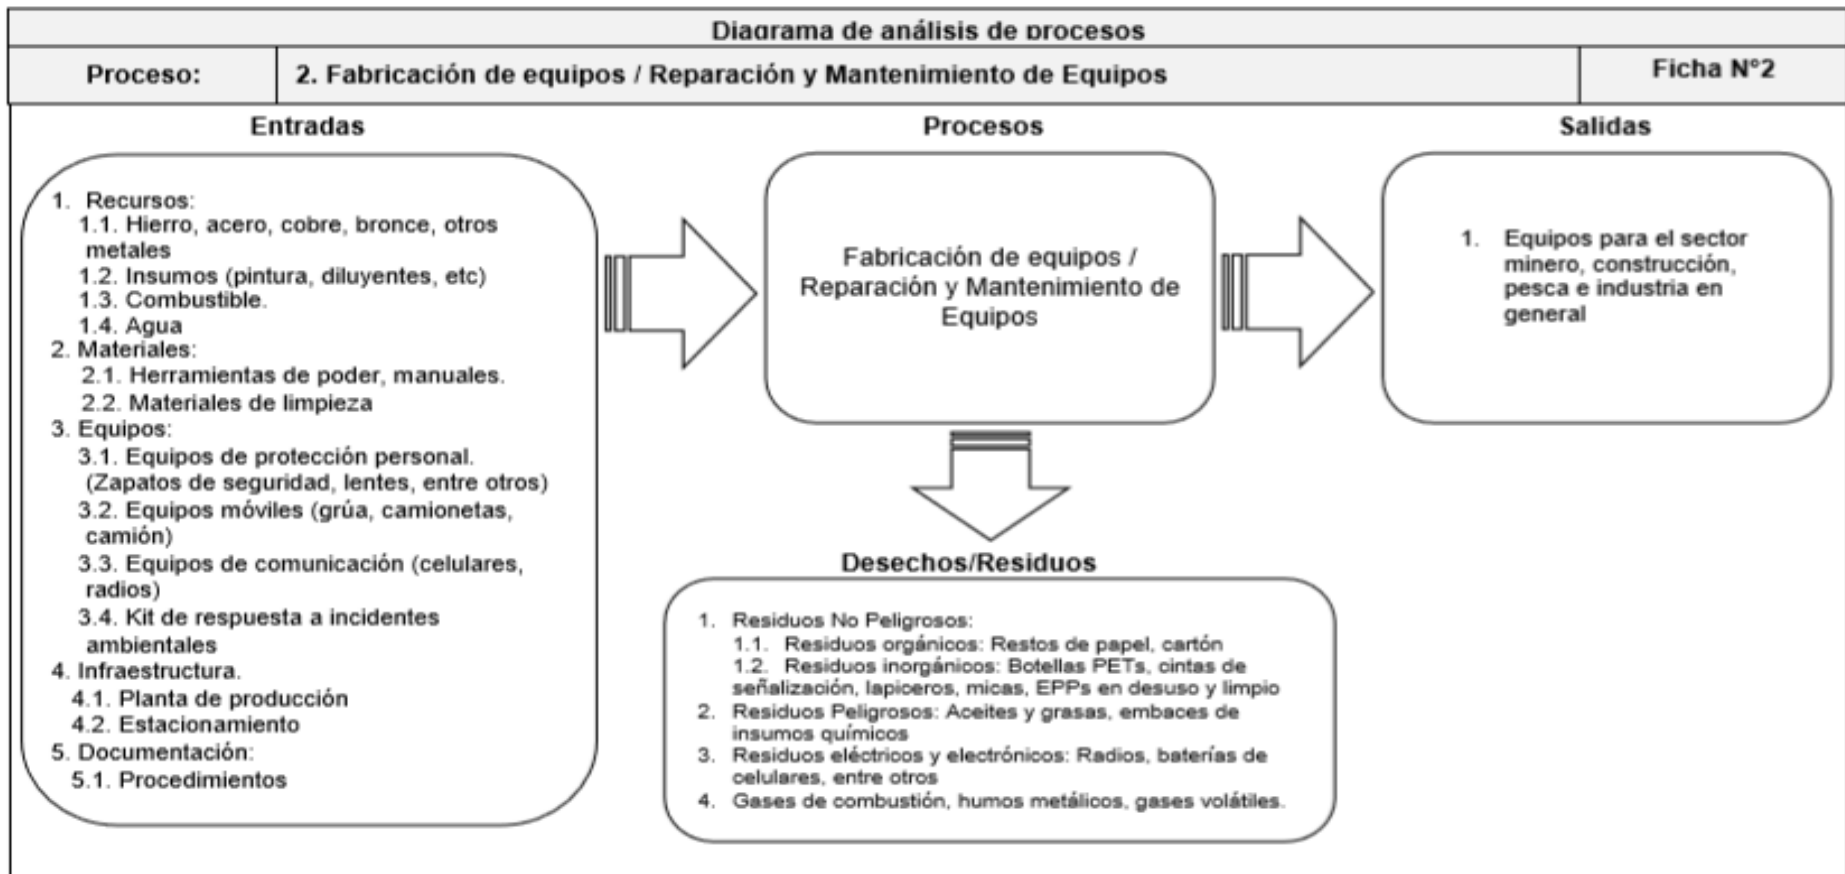 Diagrama de análisis de procesos
Proceso:
2. Fabricación de equipos / Reparación y Mantenimiento de Equipos
Ficha N°2
Entradas
1. Recursos:
1.1. Hierro, acero, cobre, bronce, otros
metales
1.2. Insumos (pintura, diluyentes, etc)
1.3. Combustible.
1.4. Agua
2. Materiales:
2.1. Herramientas de poder, manuales.
2.2. Materiales de limpieza
3. Equipos:
3.1. Equipos de protección personal.
(Zapatos de seguridad, lentes, entre otros)
3.2. Equipos móviles (grúa, camionetas,
camión)
3.3. Equipos de comunicación (celulares,
radios)
3.4. Kit de respuesta a incidentes
ambientales
4. Infraestructura.
4.1. Planta de producción
4.2. Estacionamiento
5. Documentación:
5.1. Procedimientos
Procesos
Fabricación de equipos /
Reparación y Mantenimiento de
Equipos
Salidas
1. Equipos para el sector
minero, construcción,
pesca e industria en
general
Desechos/Residuos
1. Residuos No Peligrosos:
1.1. Residuos orgánicos: Restos de papel, cartón
1.2. Residuos inorgánicos: Botellas PETs, cintas de
señalización, lapiceros, micas, EPPs en desuso y limpio
2. Residuos Peligrosos: Aceites y grasas, embaces de
insumos químicos
3. Residuos eléctricos y electrónicos: Radios, baterías de
celulares, entre otros
4. Gases de combustión, humos metálicos, gases volátiles.